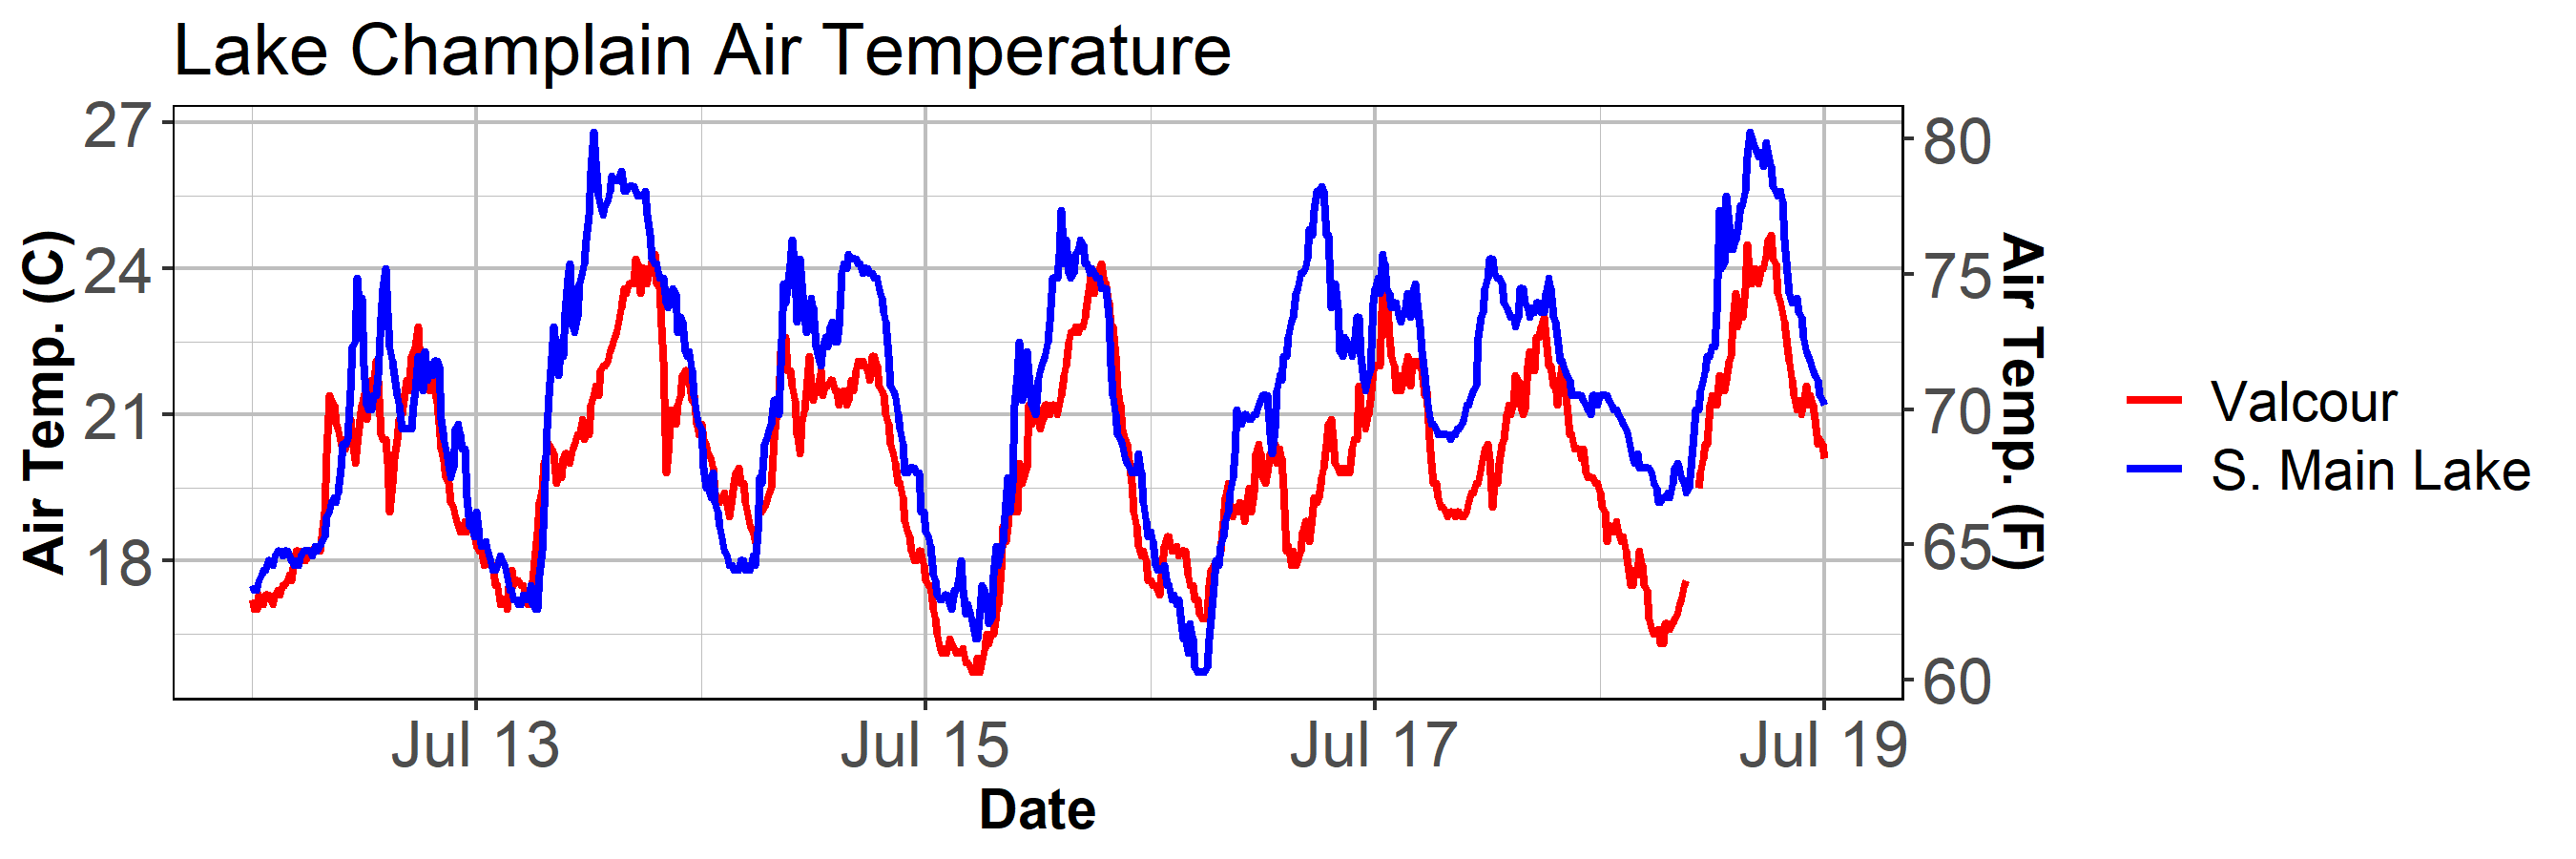 Lake Champlain Air Temperature
27
24
21
18
Air Temp. (C)
80
75
70
65
60
Air Temp. (F)
Jul 13
Jul 15
Jul 17
Jul 19
Date
Valcour
S. Main Lake